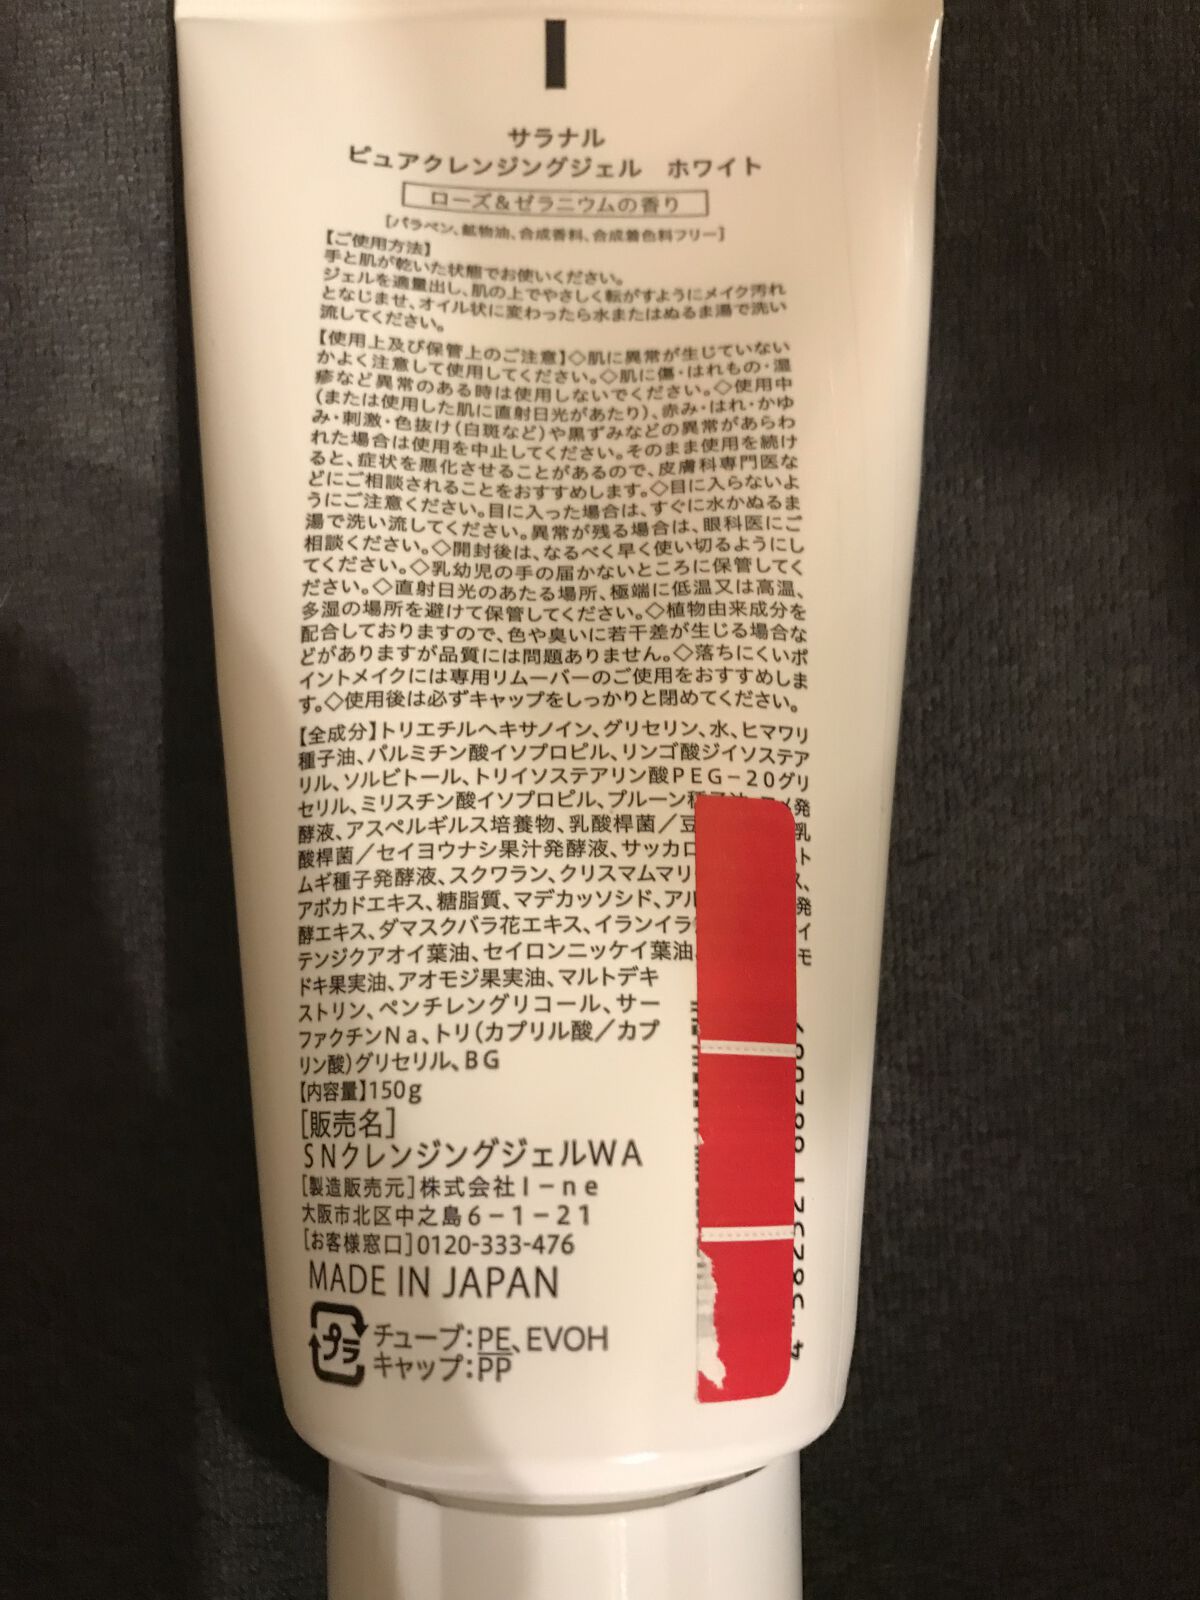 サラナル
ピュアクレンジングジェル ホワイト
ローズ&ゼラニウムの香り
[パラベン、鉱物油、合成香料、合成着色料フリー]
【ご使用方法】
手と肌が乾いた状態でお使いください。
ジェルを適量出し、肌の上でやさしく転がすようにメイク汚れ
となじませ、オイル状に変わったら水またはぬるま湯で洗い
流してください。
【使用上及び保管上のご注意】◇肌に異常が生じていない
かよく注意して使用してください。◇肌に傷・はれもの・湿
疹など異常のある時は使用しないでください。◇使用中
(または使用した肌に直射日光があたり)、赤み・はれ・かゆ
み・刺激・色抜け(白斑など)や黒ずみなどの異常があらわ
れた場合は使用を中止してください。そのまま使用を続け
ると、症状を悪化させることがあるので、皮膚科専門医な
どにご相談されることをおすすめします。◇目に入らないよ
うにご注意ください。目に入った場合は、すぐに水かぬるま
湯で洗い流してください。異常が残る場合は、眼科医にご
相談ください。◇開封後は、なるべく早く使い切るようにし
てください。◇乳幼児の手の届かないところに保管してく
ださい。◇直射日光のあたる場所、極端に低温又は高温、
多湿の場所を避けて保管してください。◇植物由来成分を
配合しておりますので、色や臭いに若干差が生じる場合な
どがありますが品質には問題ありません。◇落ちにくいポ
イントメイクには専用リムーバーのご使用をおすすめしま
す。◇使用後は必ずキャップをしっかりと閉めてください。
【全成分】トリエチルヘキサノイン、グリセリン、水、ヒマワリ
種子油、パルミチン酸イソプロピル、リンゴ酸ジイソステア
リル、ソルビトール、トリイソステアリン酸PEG-20グリ
セリル、ミリスチン酸イソプロピル、プルーン種 発
酵液、アスペルギルス培養物、乳酸桿菌/豆 乳
酸桿菌/セイヨウナシ果汁発酵液、サッカロ ト
ムギ種子発酵液、スクワラン、クリスマムマリ ス、
アボカドエキス、糖脂質、マデカッソシド、アル 発
酵エキス、ダマスクバラ花エキス、イランイラ イ
テンジクアオイ葉油、セイロンニッケイ葉油、 モ
ドキ果実油、アオモジ果実油、マルトデキ
ストリン、ペンチレングリコール、サー
ファクチンNa、トリ(カプリル酸/カプ
リン酸)グリセリル、BG
【内容量】150g
[販売名]
SNクレンジングジェルWA
[製造販売元]株式会社I-ne
大阪市北区中之島6-1-21
[お客様窓口]0120-333-476
MADE IN JAPAN
プラ
チューブ:PE、EVOH
キャップ:PP